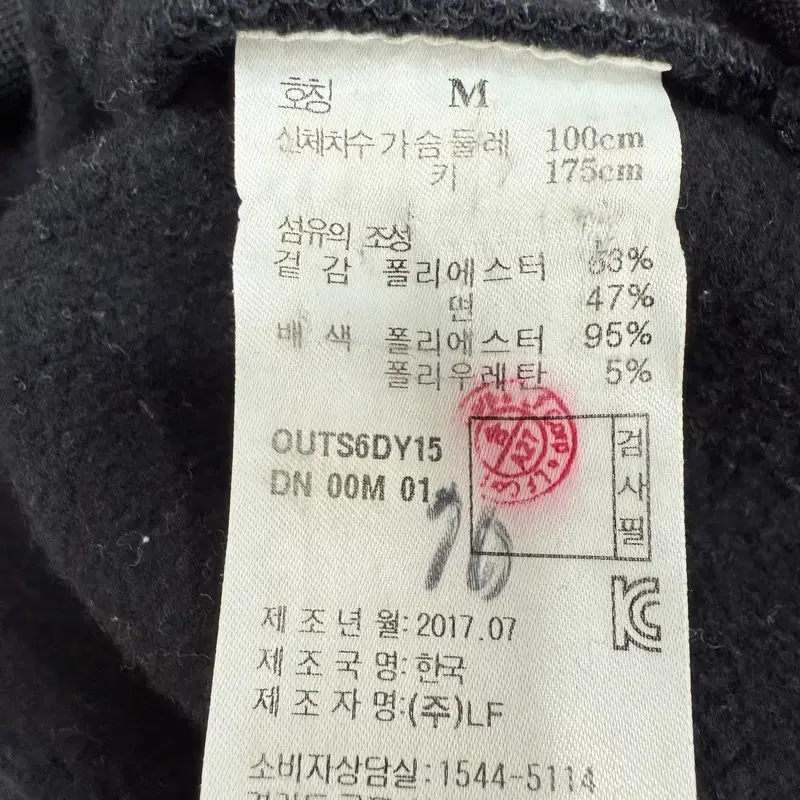 호칭 M
신체치수 가슴둘레 100cm
키 175cm
섬유의 조성
겉 감 폴리에스터 53%
면 47%
배 색 폴리에스터 95%
폴리우레탄 5%
OUTS6DY15
DN 00M 01
검사필
76
KC
제 조 년 월: 2017.07
제 조 국 명: 한국
제 조 자 명:(주)LF
소비자상담실: 1544-5114